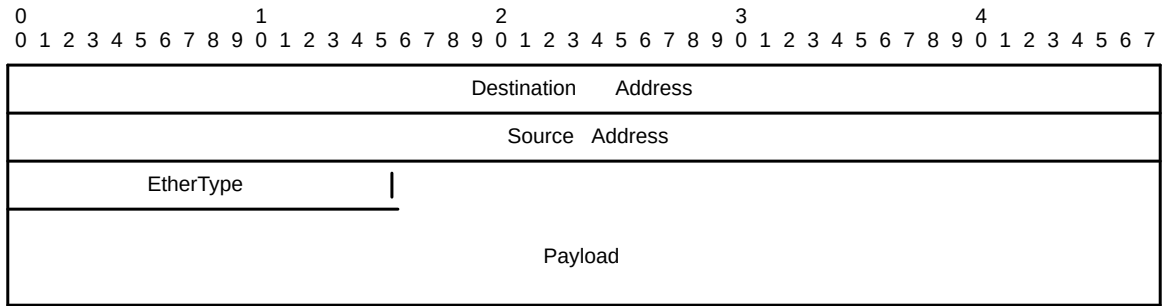 0 1 2 3 4
0 1 2 3 4 5 6 7 8 9 0 1 2 3 4 5 6 7 8 9 0 1 2 3 4 5 6 7 8 9 0 1 2 3 4 5 6 7 8 9 0 1 2 3 4 5 6 7
Destination Address
Source Address
EtherType
Payload